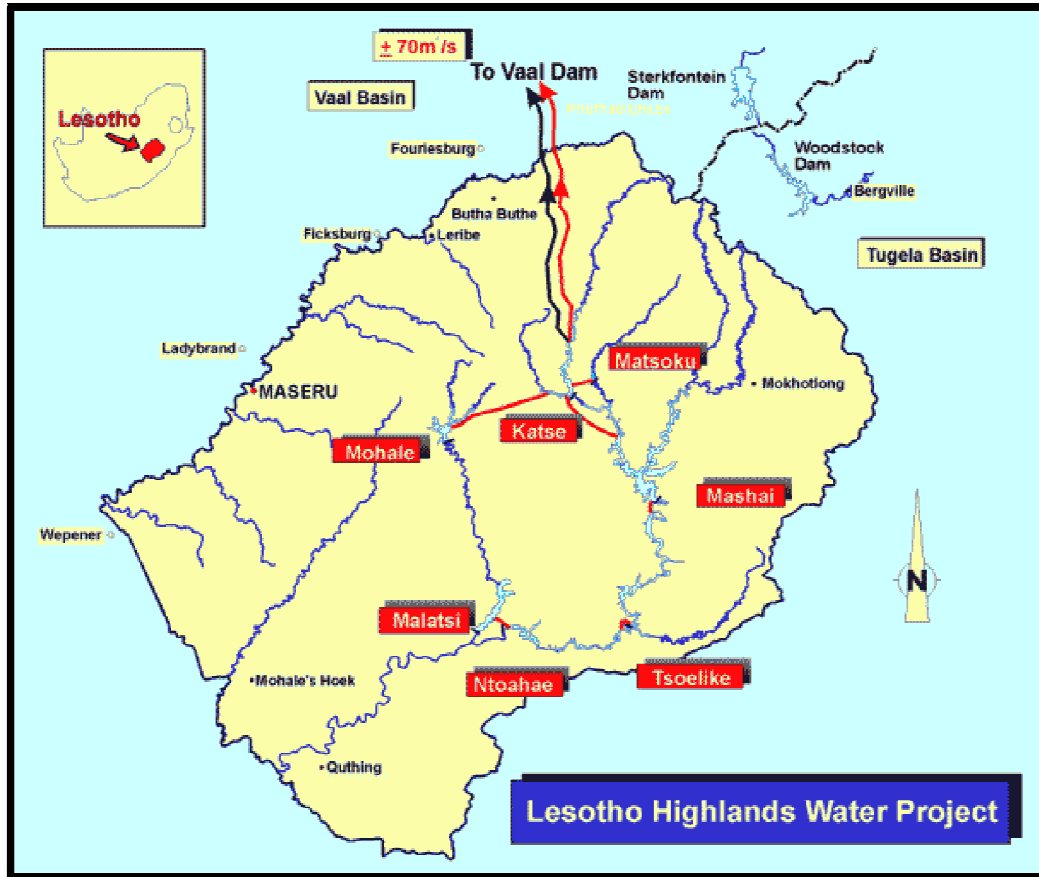 ± 70m³/s
To Vaal Dam
Sterkfontein
Dam
Vaal Basin
Lesotho
Fouriesburg
Woodstock
Dam
Bergville
Butha Buthe
Ficksburg
Leribe
Tugela Basin
Ladybrand
Matsoku
Mokhotlong
MASERU
Katse
Mohale
Mashai
Wepener
N
Malatsi
Mohale's Hoek
Ntoahae
Tsoelike
Quthing
Lesotho Highlands Water Project